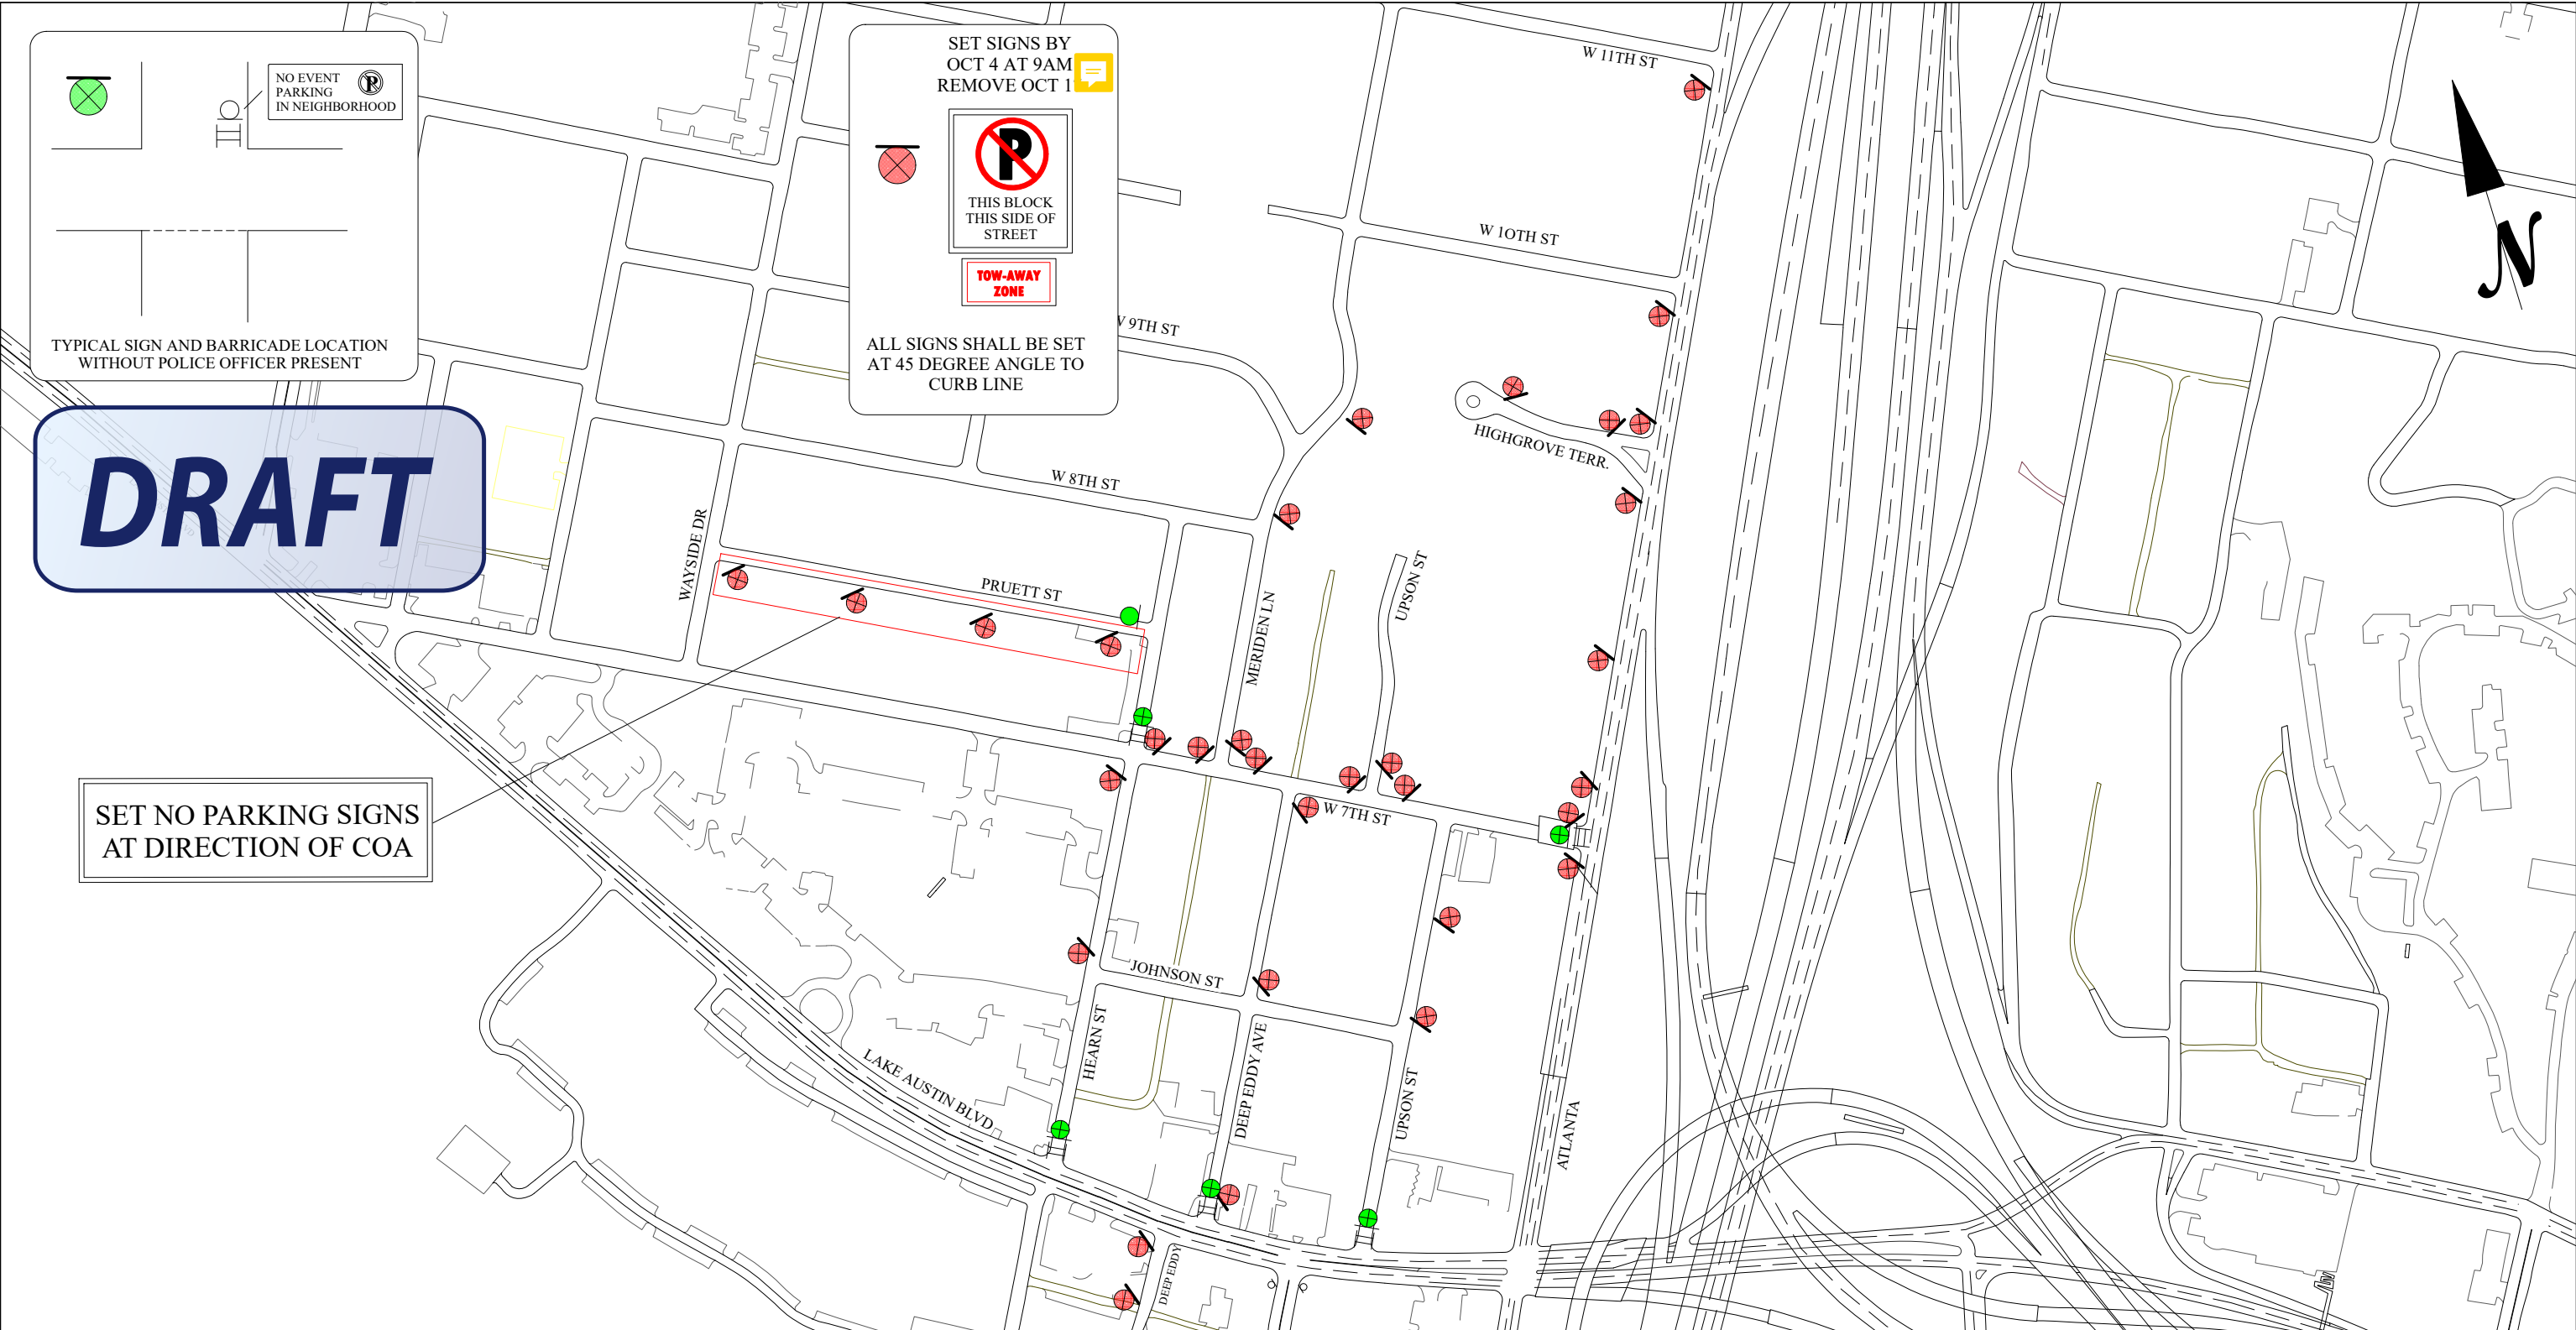 NO EVENT
PARKING
IN NEIGHBORHOOD
P
TYPICAL SIGN AND BARRICADE LOCATION
WITHOUT POLICE OFFICER PRESENT
SET SIGNS BY
OCT 4 AT 9AM
REMOVE OCT 1
P
THIS BLOCK
THIS SIDE OF
STREET
TOW-AWAY
ZONE
ALL SIGNS SHALL BE SET
AT 45 DEGREE ANGLE TO
CURB LINE
DRAFT
SET NO PARKING SIGNS
AT DIRECTION OF COA
N
W 11TH ST
W 1OTH ST
W 9TH ST
HIGHGROVE TERR.
W 8TH ST
WAYSIDE DR
PRUETT ST
MERIDEN LN
UPSON ST
W 7TH ST
JOHNSON ST
HEARN ST
DEEP EDDY AVE
UPSON ST
ATLANTA
LAKE AUSTIN BLVD
DEEP EDDY